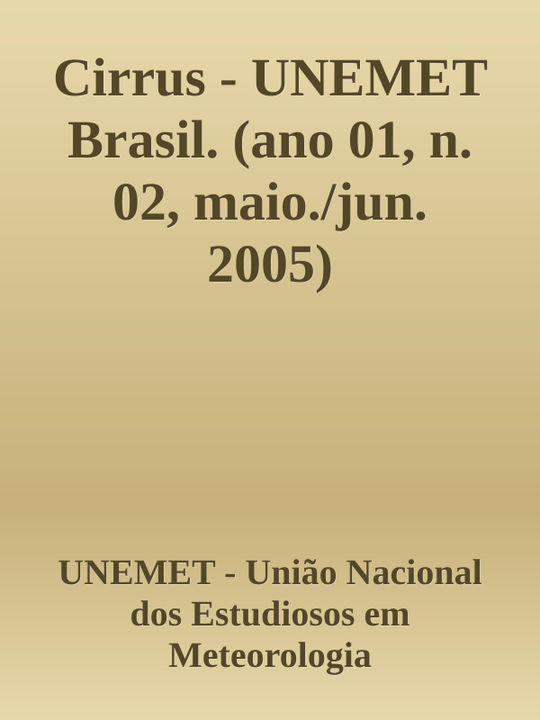 Cirrus - UNEMET
Brasil. (ano 01, n.
02, maio./jun.
2005)
UNEMET - União Nacional
dos Estudiosos em
Meteorologia